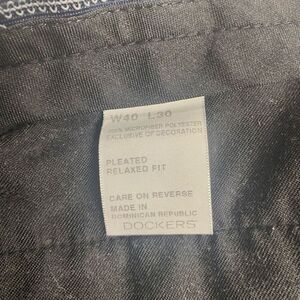 W40 L30
100% MICROFIBER POLYESTER
EXCLUSIVE OF DECORATION
PLEATED
RELAXED FIT
CARE ON REVERSE
MADE IN
DOMINICAN REPUBLIC
DOCKERS